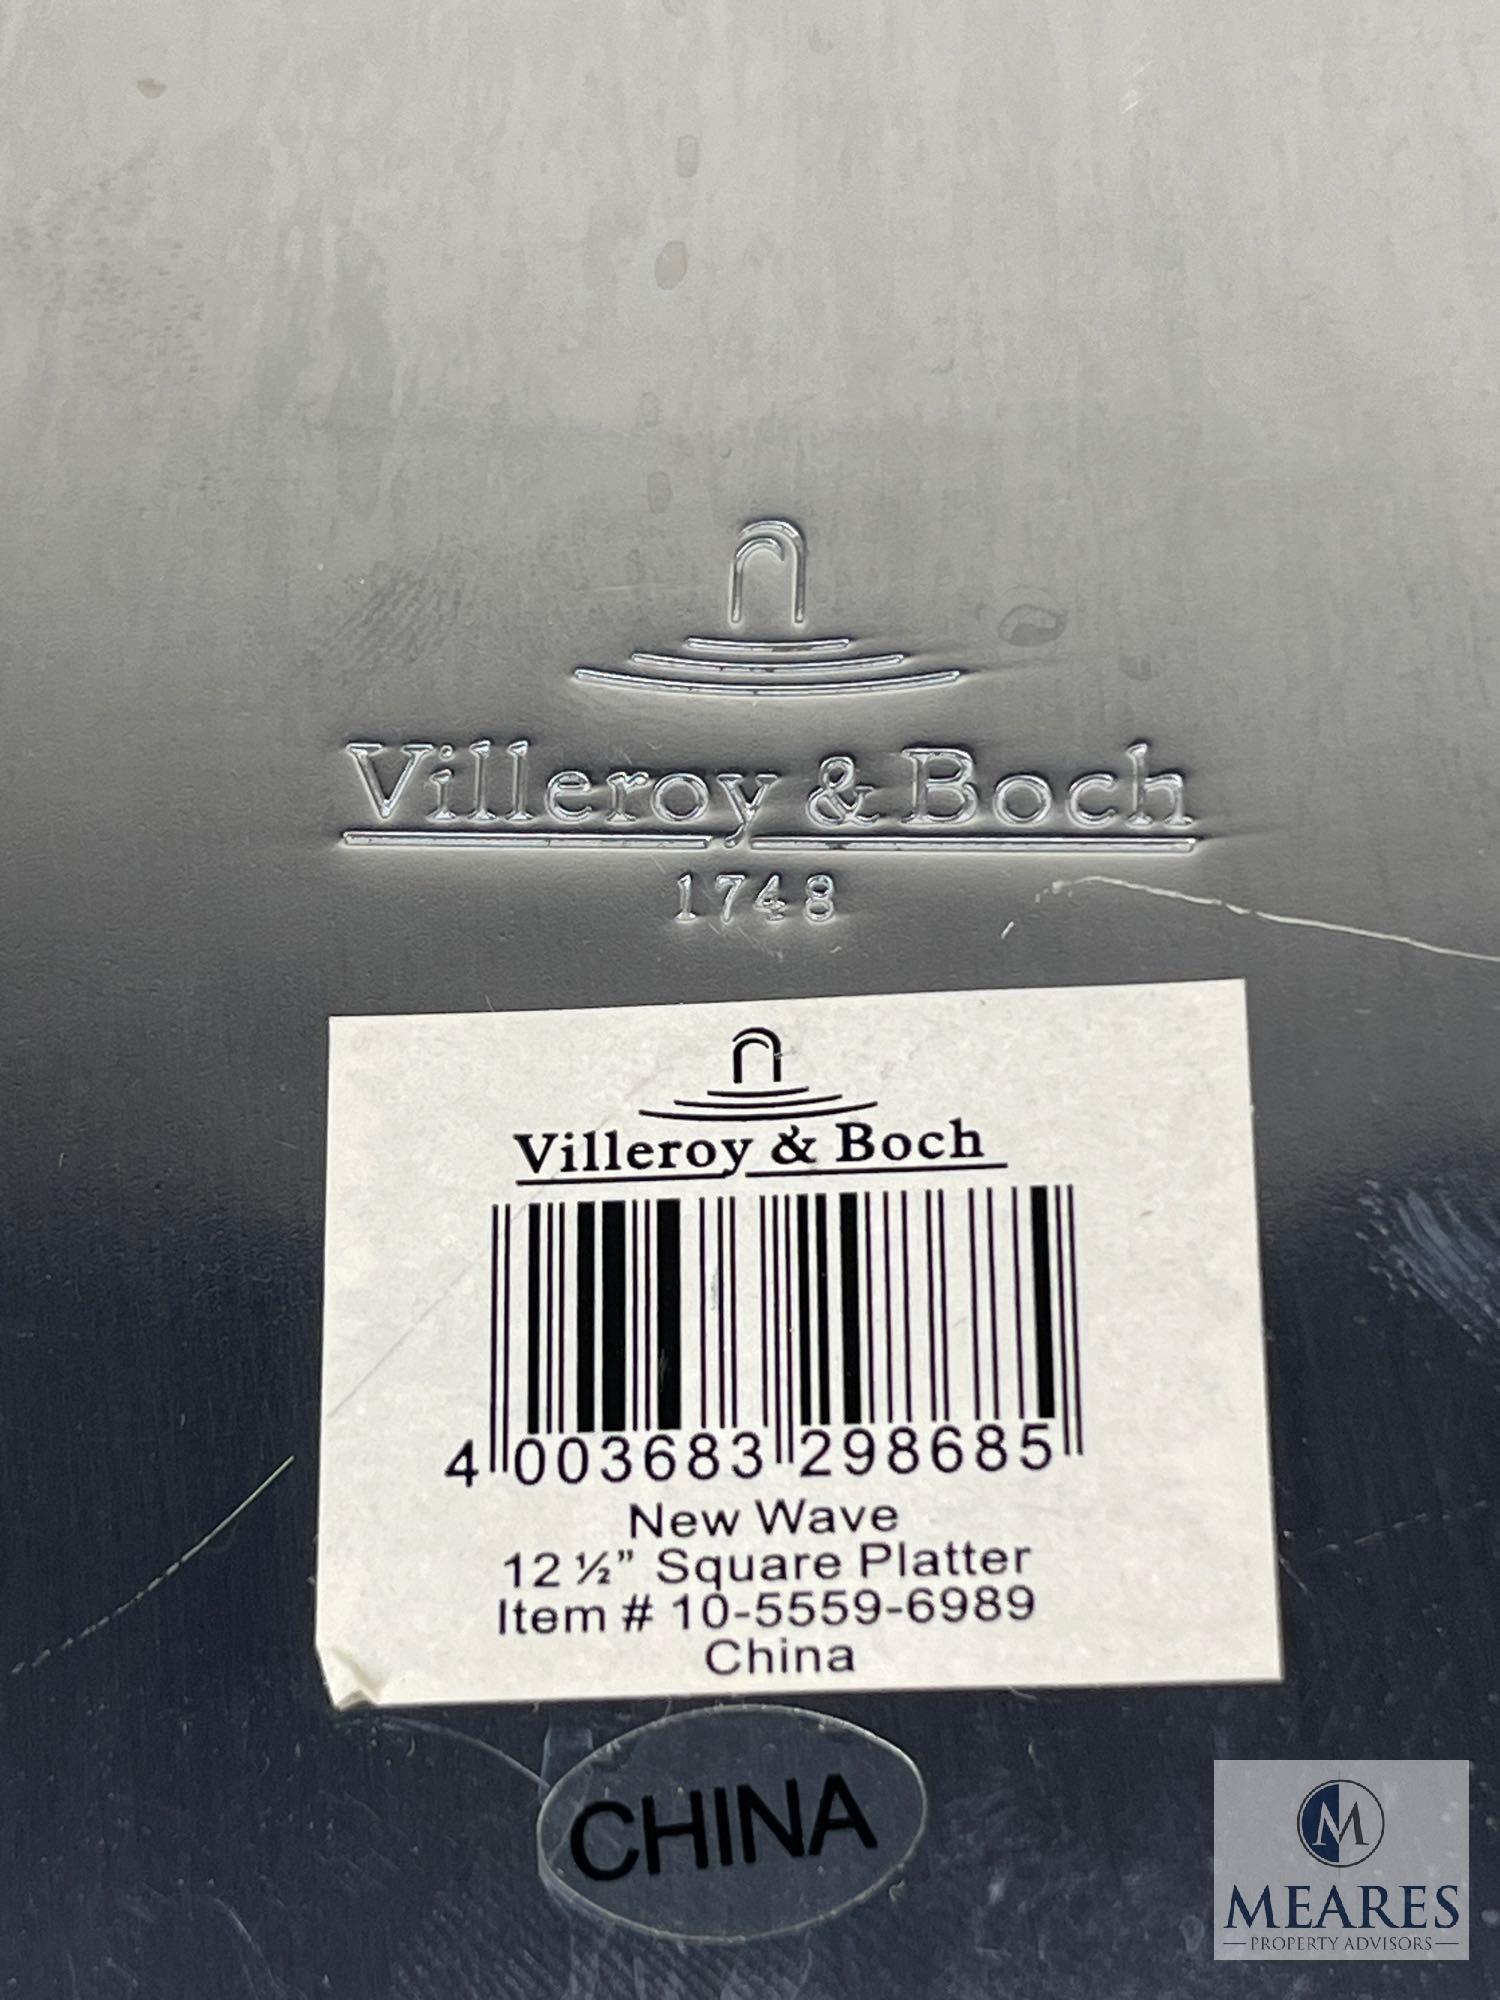 Villeroy & Boch
1748
Villeroy & Boch
4 003683 298685
New Wave
12 ½” Square Platter
Item # 10-5559-6989
China
CHINA
M
MEARES
PROPERTY ADVISORS